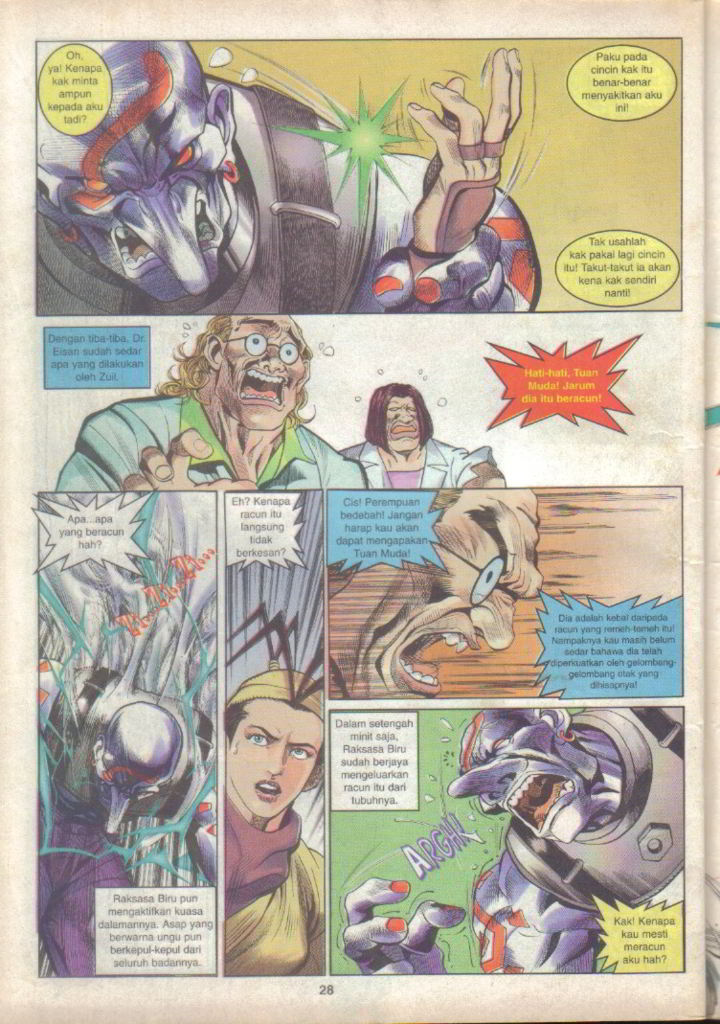 Oh,
ya! Kenapa
kak minta
ampun
kepada aku
tadi?
Paku pada
cincin kak itu
benar-benar
menyakitkan aku
ini!
Tak usahlah
kak pakai lagi cincin
itu! Takut-takut ia akan
kena kak sendiri
nanti!
Dengan tiba-tiba, Dr.
Eisan sudah sedar
apa yang dilakukan
oleh Zuil.
Hati-hati, Tuan
Muda! Jarum
dia itu beracun!
Apa...apa
yang beracun
hah?
Eh? Kenapa
racun itu
langsung
tidak
berkesan?
Cis! Perempuan
bedebah! Jangan
harap kau akan
dapat mengapakan
Tuan Muda!
Dia adalah kebal daripada
racun yang remeh-temeh itu!
Nampaknya kau masih belum
sedar bahawa dia telah
diperkuatkan oleh gelombang-
gelombang otak yang
dihisapnya!
Raksasa Biru pun
mengaktifkan kuasa
dalamannya. Asap yang
berwarna ungu pun
berkepul-kepul dari
seluruh badannya.
Dalam setengah
minit saja,
Raksasa Biru
sudah berjaya
mengeluarkan
racun itu dari
tubuhnya.
ARGH!
Kak! Kenapa
kau mesti
meracun
aku hah?
28